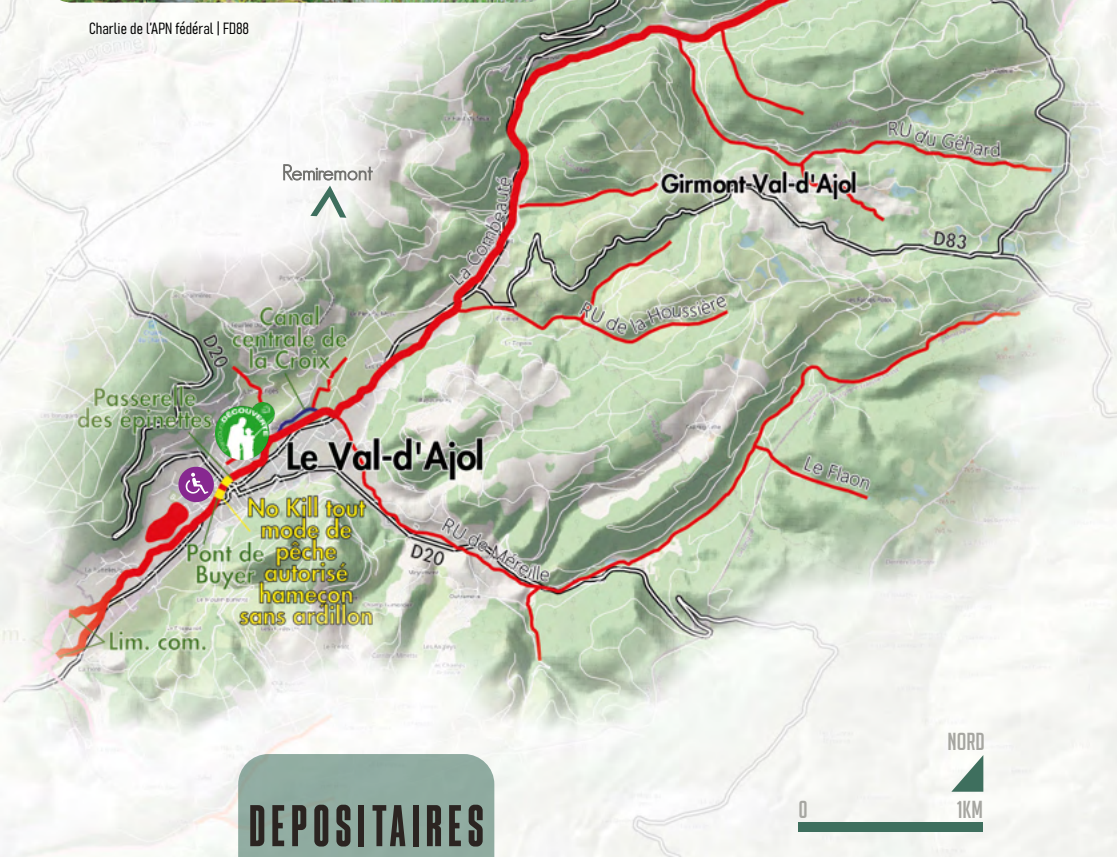 Charlie de l'APN fédéral | FD88
RU du Géhard
Remiremont
Girmont-Val-d'Ajol
La Combeauté
D83
RU de la Houssière
Canal
centrale de
la Croix
D20
Passerelle
des épinettes
DÉCOUVERTE
Le Val-d'Ajol
Le Flaon
No Kill tout
mode de
pêche
autorisé
hameçon
sans ardillon
Pont de
Buyer
RU de Méreille
D20
Lim. com.
NORD
0 1KM
DEPOSITAIRES